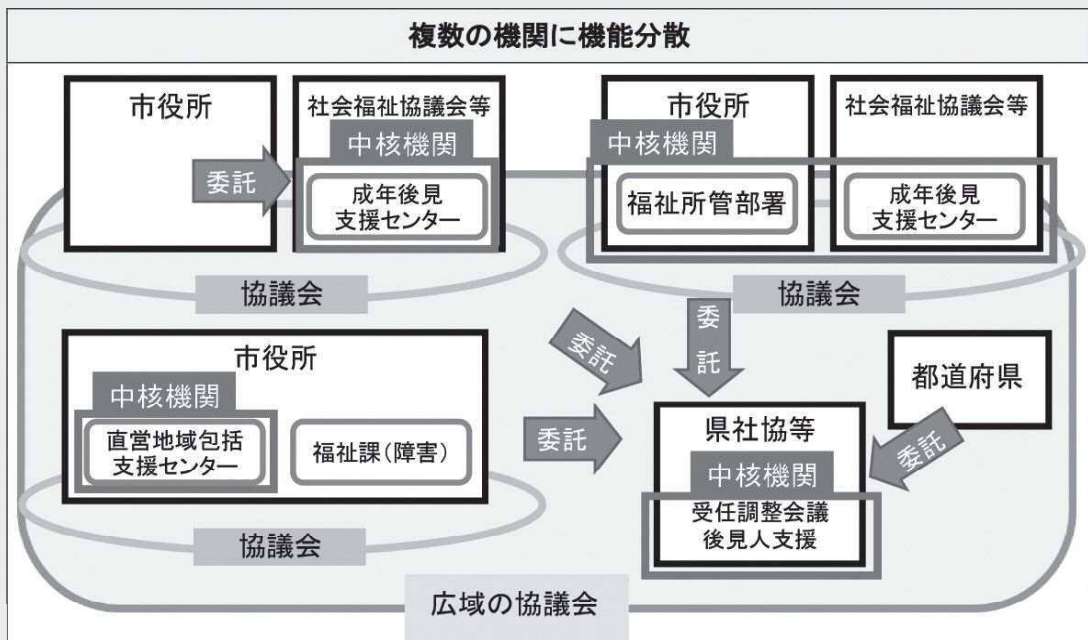 複数の機関に機能分散
市役所
委託
社会福祉協議会等
中核機関
成年後見
支援センター
協議会
市役所
中核機関
福祉所管部署
社会福祉協議会等
成年後見
支援センター
協議会
市役所
中核機関
直営地域包括
支援センター
福祉課(障害)
協議会
委託
委託
委託
都道府県
委託
県社協等
中核機関
受任調整会議
後見人支援
広域の協議会